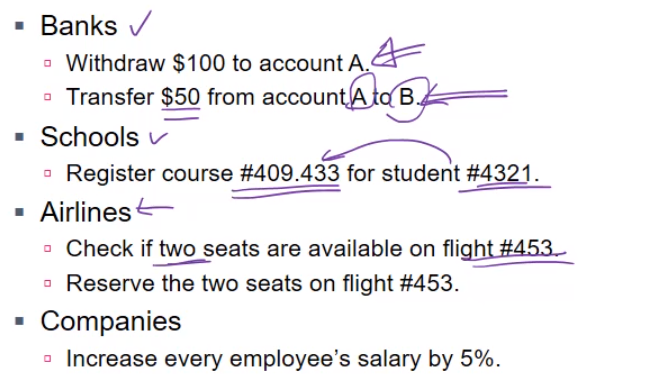 ▪ Banks
▫ Withdraw $100 to account A.
▫ Transfer $50 from account A to B.
▪ Schools
▫ Register course #409.433 for student #4321.
▪ Airlines
▫ Check if two seats are available on flight #453.
▫ Reserve the two seats on flight #453.
▪ Companies
▫ Increase every employee’s salary by 5%.